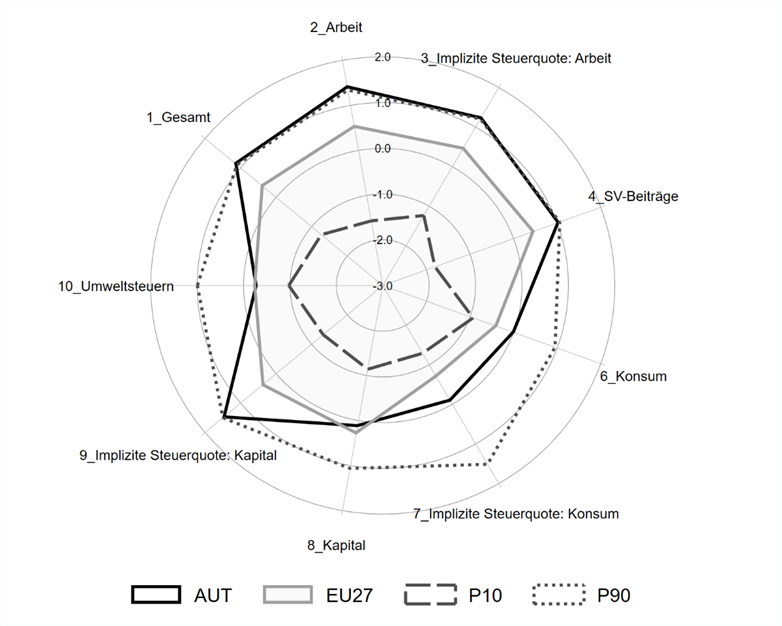 2_Arbeit
2.0
3_Implizite Steuerquote: Arbeit
1.0
1_Gesamt
0.0
-1.0
4_SV-Beiträge
-2.0
10_Umweltsteuern
-3.0
6_Konsum
9_Implizite Steuerquote: Kapital
7_Implizite Steuerquote: Konsum
8_Kapital
AUT EU27 P10 P90